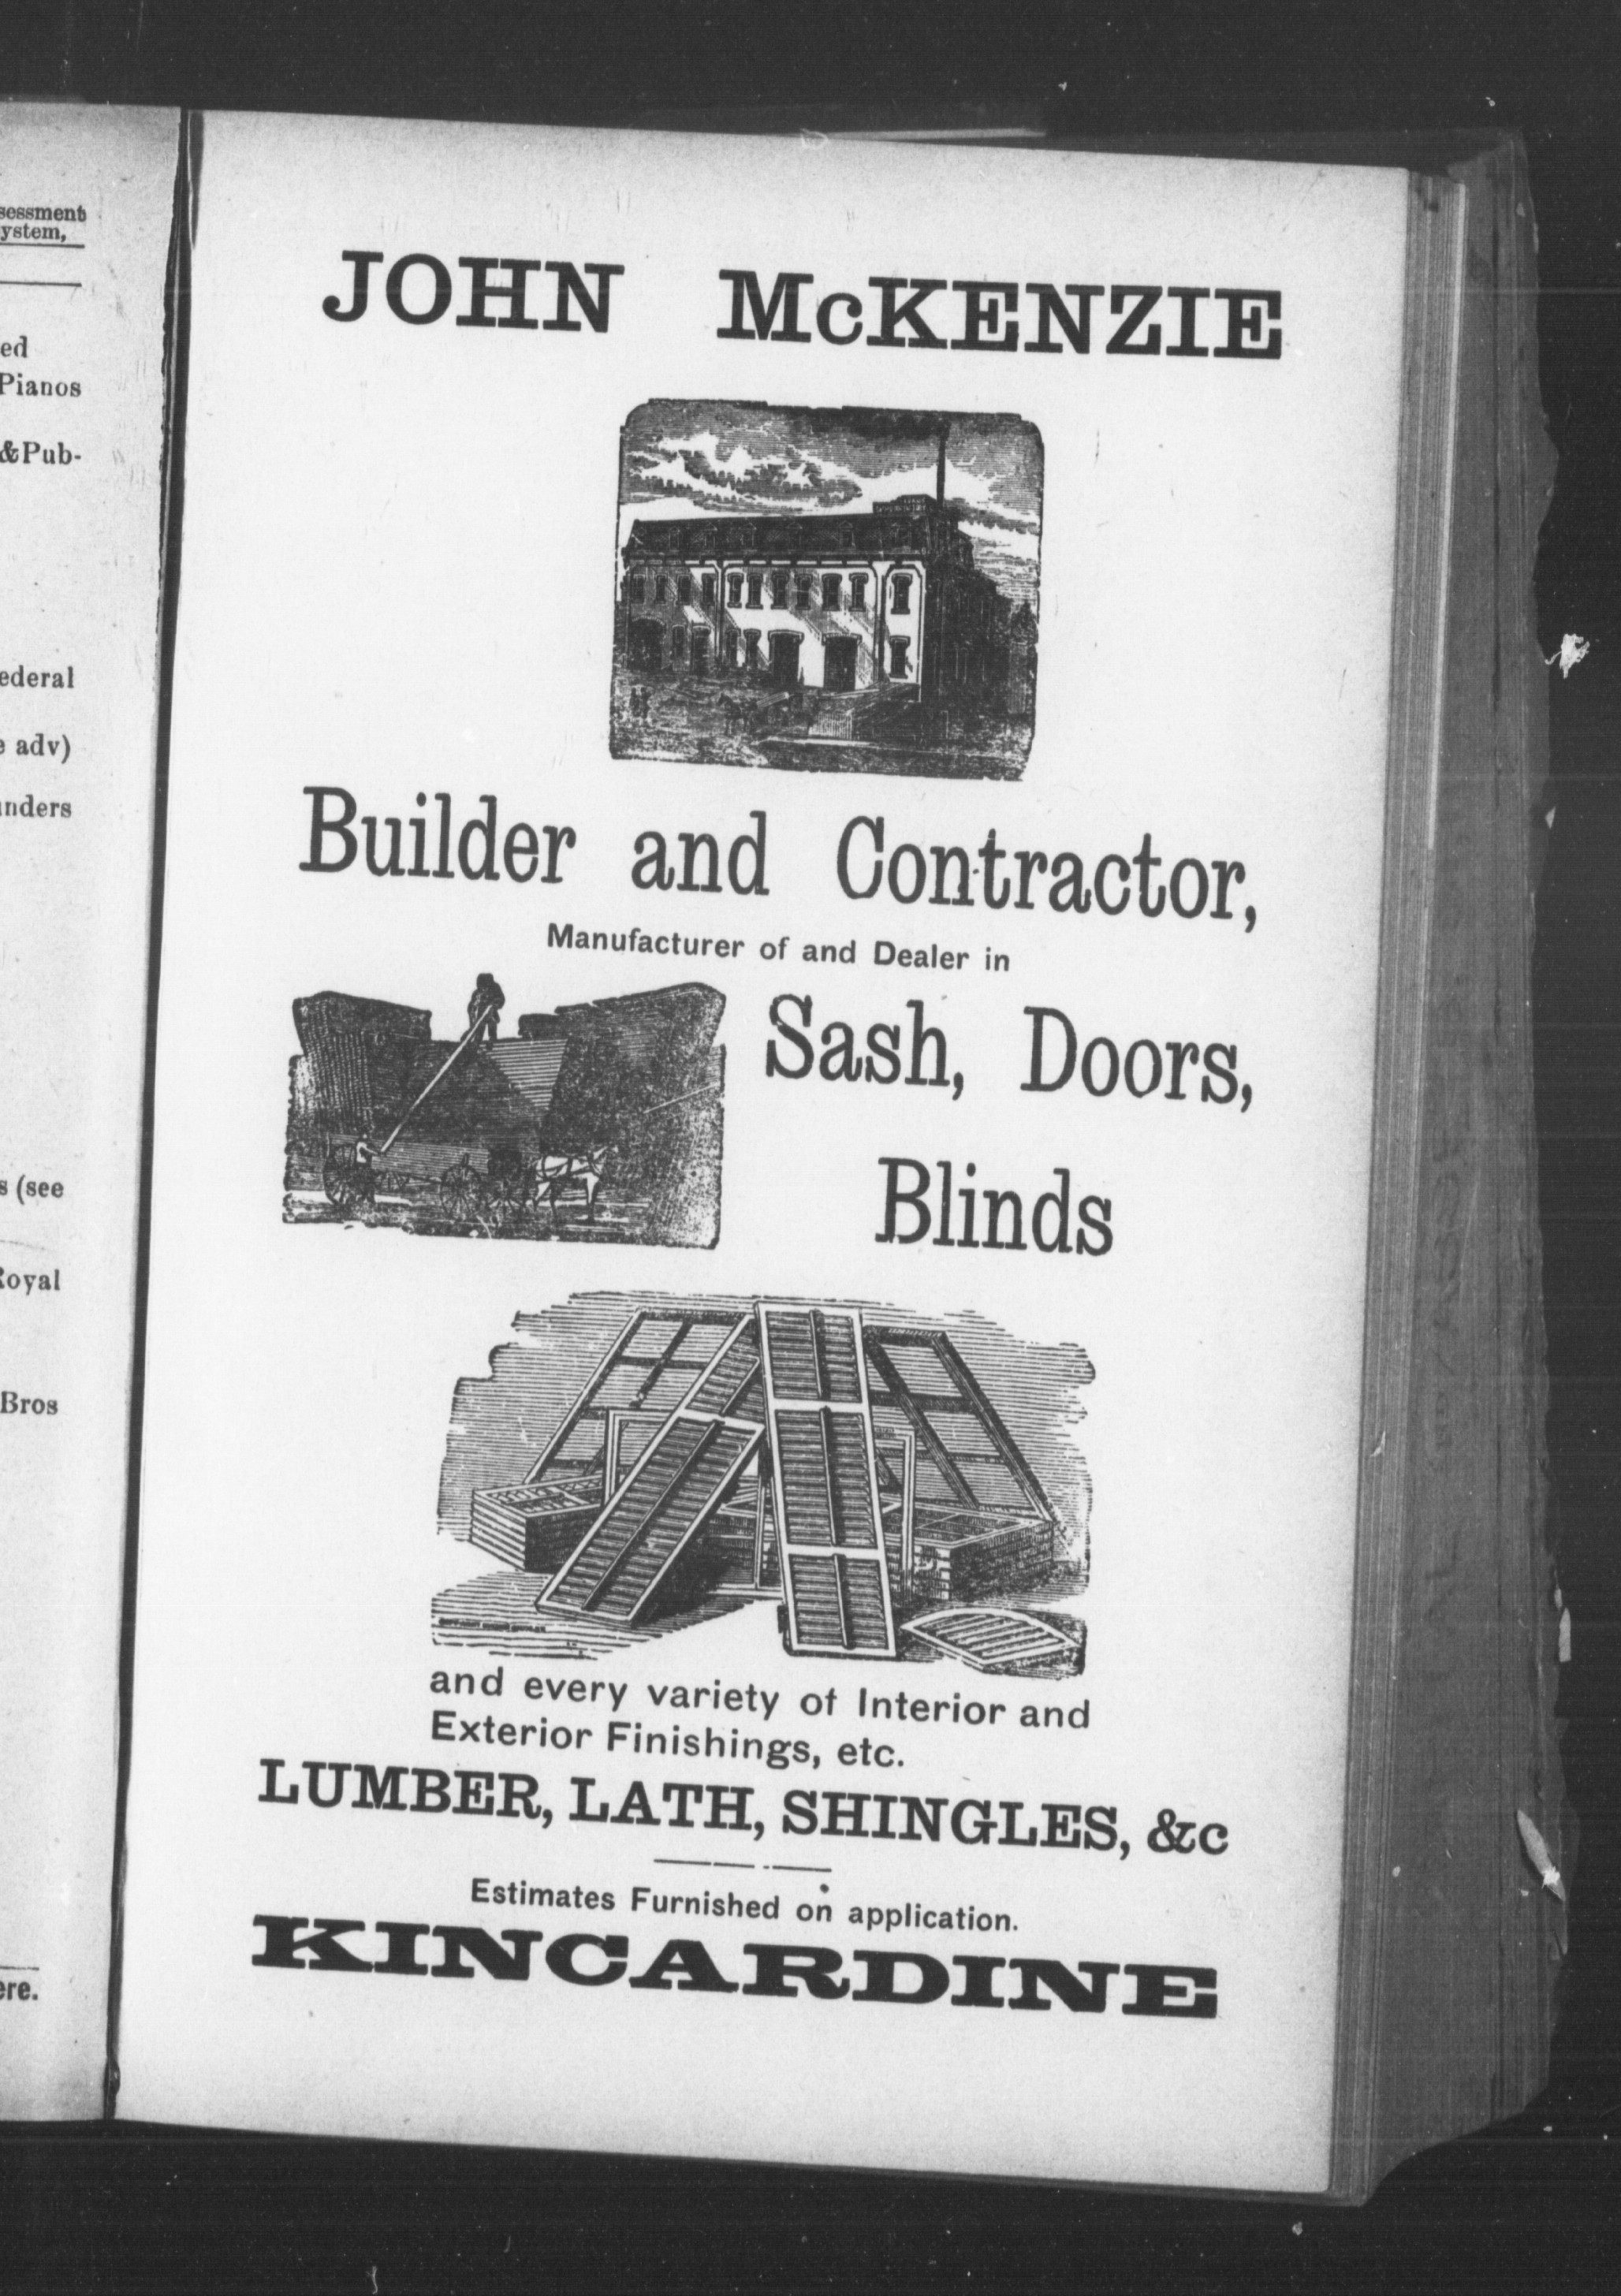 sessment
ystem,
ed
Pianos
&Pub-
ederal
adv)
nders
s (see
Royal
Bros
ere.
JOHN McKENZIE
Builder and Contractor,
Manufacturer of and Dealer in
Sash, Doors,
Blinds
and every variety of Interior and
Exterior Finishings, etc.
LUMBER, LATH, SHINGLES, &c
Estimates Furnished on application.
KINCARDINE